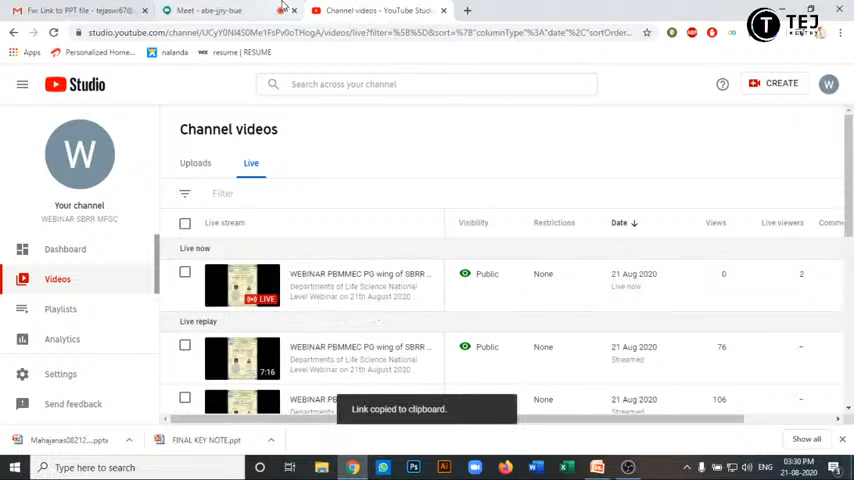 Fw: Link to PPT file - tejaswi67@
Meet - abe-jjry-bue
Channel videos - YouTube Studio
studio.youtube.com/channel/UCyY0NI4S0Me1FsPv0oTHogA/videos/live?filter=%5B%5D&sort=%7B"columnType"%3A"date"%2C"sortOrder...
Apps
Personalized Home...
nalanda
resume | RESUME
TEJ
Studio
Search across your channel
CREATE
W
W
Your channel
WEBINAR SBRR MFGC
Dashboard
Videos
Playlists
Analytics
Settings
Send feedback
Channel videos
Uploads
Live
Filter
Live stream
Visibility
Restrictions
Date
Views
Live viewers
Comme
Live now
LIVE
WEBINAR PBMMEC PG wing of SBRR ...
Departments of Life Science National
Level Webinar on 21th August 2020
Public
None
21 Aug 2020
Live now
0
2
Live replay
7:16
WEBINAR PBMMEC PG wing of SBRR ...
Departments of Life Science National
Level Webinar on 21th August 2020
Public
None
21 Aug 2020
Streamed
76
–
WEBINAR PBMMEC PG wing of SBRR ...
Public
None
21 Aug 2020
Streamed
106
–
Link copied to clipboard.
Mahajanas08212....pptx
FINAL KEY NOTE.ppt
Show all
Type here to search
ENG
03:30 PM
21-08-2020
3